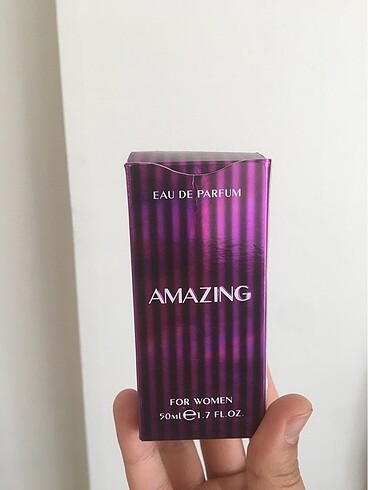 EAU DE PARFUM
AMAZING
FOR WOMEN
50ML℮1.7 FL.OZ.